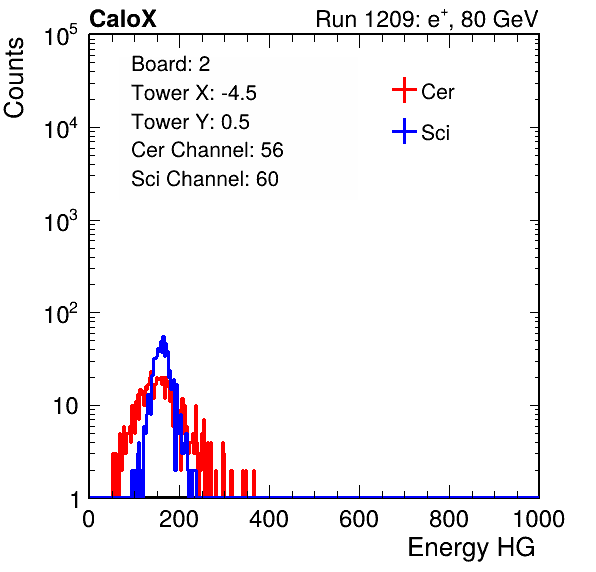 CaloX Run 1209: e⁺, 80 GeV
Counts
Board: 2
Tower X: -4.5
Tower Y: 0.5
Cer Channel: 56
Sci Channel: 60
Cer
Sci
10⁵
10⁴
10³
10²
10
1
0 200 400 600 800 1000
Energy HG